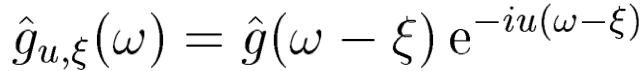 ĝ_{u,ξ}(ω) = ĝ(ω − ξ) e^{−iu(ω−ξ)}